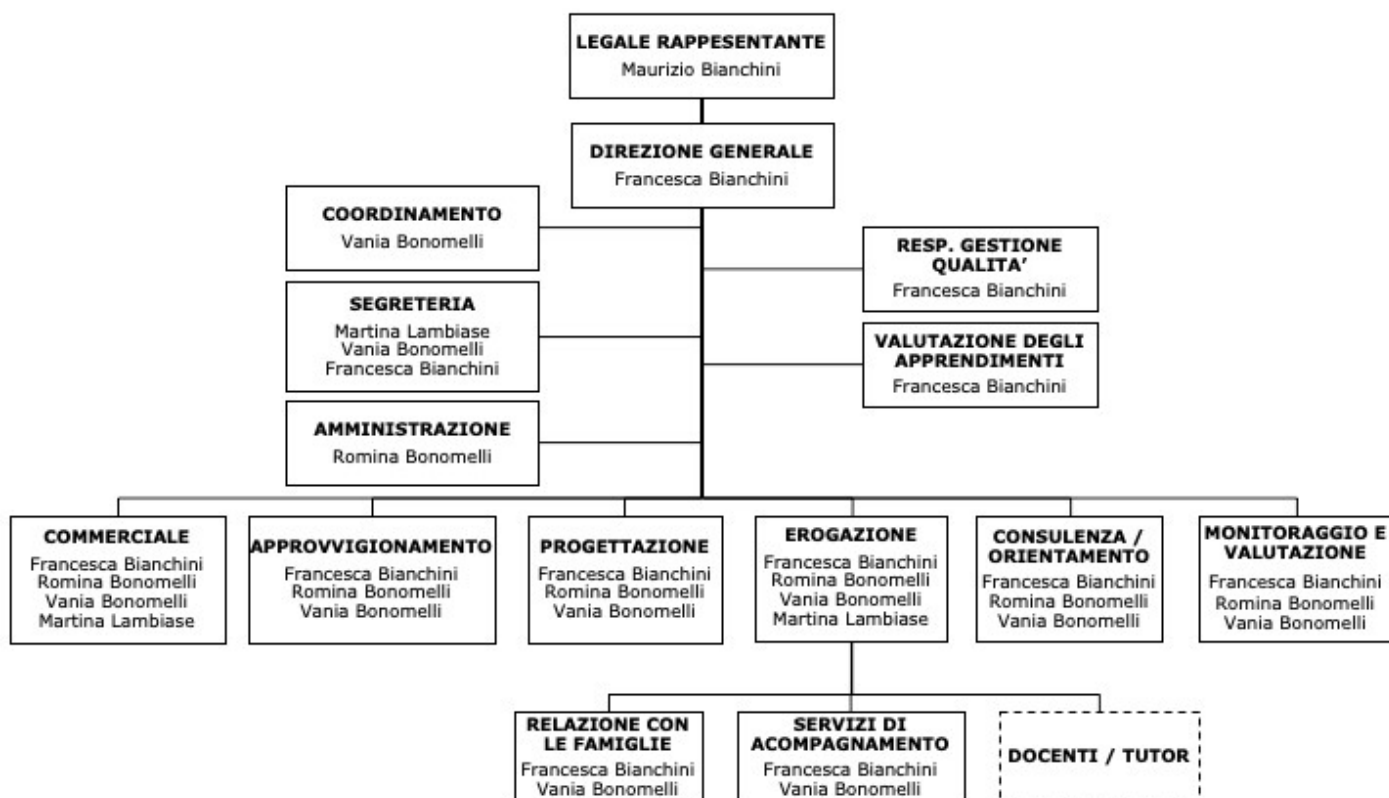 LEGALE RAPPESENTANTE
Maurizio Bianchini
DIREZIONE GENERALE
Francesca Bianchini
COORDINAMENTO
Vania Bonomelli
RESP. GESTIONE
QUALITA’
Francesca Bianchini
SEGRETERIA
Martina Lambiase
Vania Bonomelli
Francesca Bianchini
VALUTAZIONE DEGLI
APPRENDIMENTI
Francesca Bianchini
AMMINISTRAZIONE
Romina Bonomelli
COMMERCIALE
Francesca Bianchini
Romina Bonomelli
Vania Bonomelli
Martina Lambiase
APPROVVIGIONAMENTO
Francesca Bianchini
Romina Bonomelli
Vania Bonomelli
PROGETTAZIONE
Francesca Bianchini
Romina Bonomelli
Vania Bonomelli
EROGAZIONE
Francesca Bianchini
Romina Bonomelli
Vania Bonomelli
Martina Lambiase
CONSULENZA /
ORIENTAMENTO
Francesca Bianchini
Romina Bonomelli
Vania Bonomelli
MONITORAGGIO E
VALUTAZIONE
Francesca Bianchini
Romina Bonomelli
Vania Bonomelli
RELAZIONE CON
LE FAMIGLIE
Francesca Bianchini
Vania Bonomelli
SERVIZI DI
ACOMPAGNAMENTO
Francesca Bianchini
Vania Bonomelli
DOCENTI / TUTOR